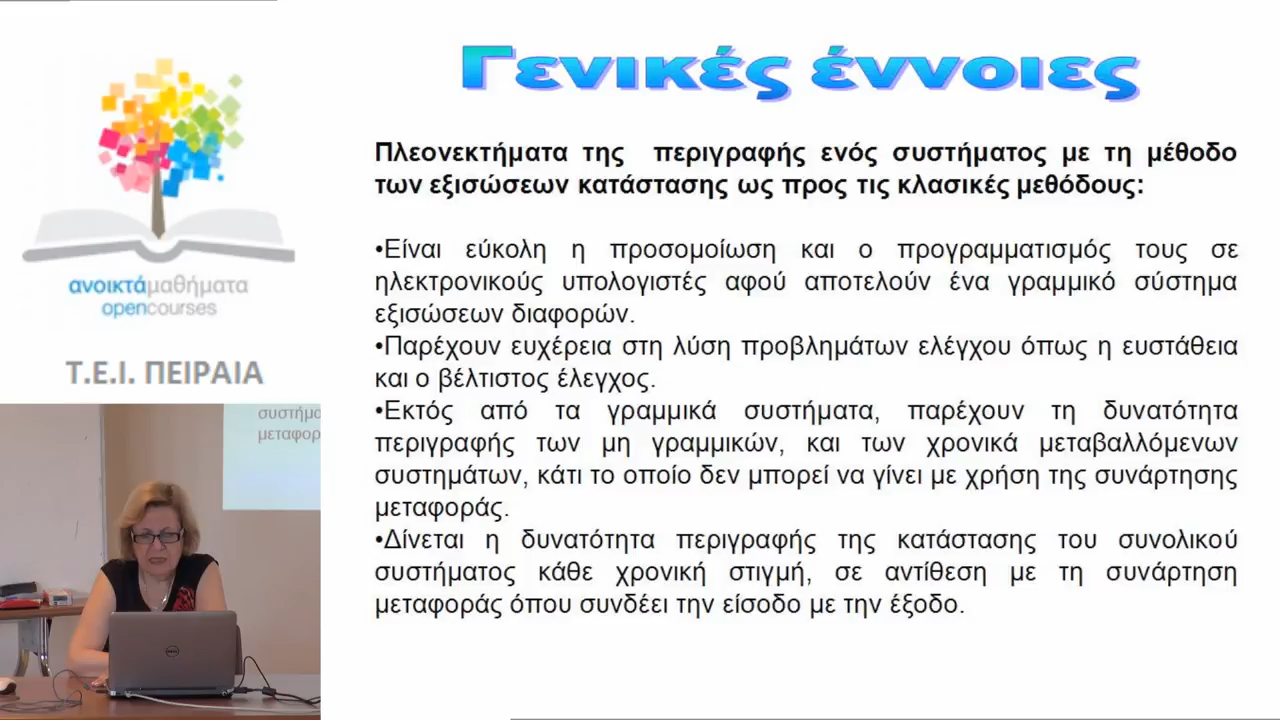 Γενικές έννοιες
Πλεονεκτήματα της περιγραφής ενός συστήματος με τη μέθοδο
των εξισώσεων κατάστασης ως προς τις κλασικές μεθόδους:
•Είναι εύκολη η προσομοίωση και ο προγραμματισμός τους σε
ηλεκτρονικούς υπολογιστές αφού αποτελούν ένα γραμμικό σύστημα
εξισώσεων διαφορών.
•Παρέχουν ευχέρεια στη λύση προβλημάτων ελέγχου όπως η ευστάθεια
και ο βέλτιστος έλεγχος.
•Εκτός από τα γραμμικά συστήματα, παρέχουν τη δυνατότητα
περιγραφής των μη γραμμικών, και των χρονικά μεταβαλλόμενων
συστημάτων, κάτι το οποίο δεν μπορεί να γίνει με χρήση της συνάρτησης
μεταφοράς.
•Δίνεται η δυνατότητα περιγραφής της κατάστασης του συνολικού
συστήματος κάθε χρονική στιγμή, σε αντίθεση με τη συνάρτηση
μεταφοράς όπου συνδέει την είσοδο με την έξοδο.
ανοικτάμαθήματα
opencourses
Τ.Ε.Ι. ΠΕΙΡΑΙΑ
συστήμα
μεταφορ
DELL